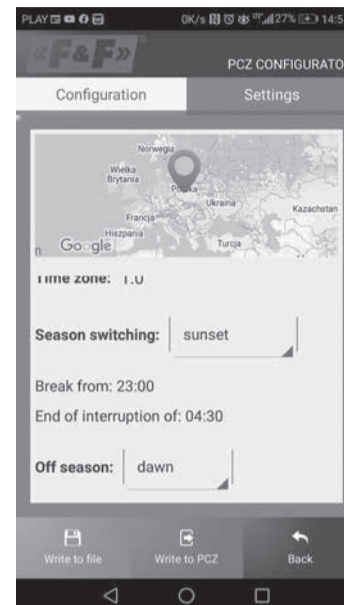 PLAY 0K/s LTE 27% 14:5
«F&F»
PCZ CONFIGURATO
Configuration Settings
Norwegia
Wielka
Brytania
Polska
Ukraina
Kazachstan
Francja
Hiszpania
Turcja
n Google
Time zone: 1.0
Season switching: sunset
Break from: 23:00
End of interruption of: 04:30
Off season: dawn
Write to file Write to PCZ Back